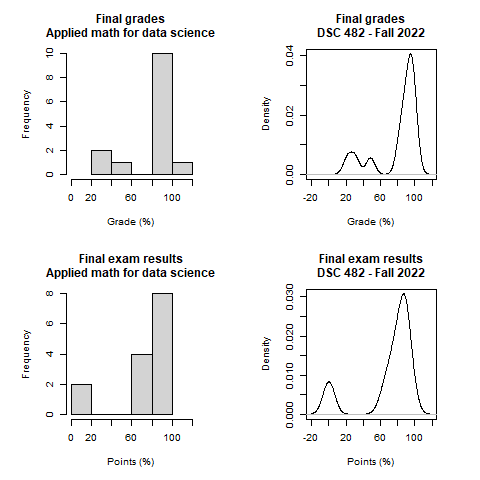 Final grades
Applied math for data science
Frequency
10
8
6
4
2
0
0 20 60 100
Grade (%)
Final grades
DSC 482 - Fall 2022
Density
0.04
0.02
0.00
-20 20 60 100
Grade (%)
Final exam results
Applied math for data science
Frequency
8
6
4
2
0
0 20 60 100
Points (%)
Final exam results
DSC 482 - Fall 2022
Density
0.030
0.020
0.010
0.000
-20 20 60 100
Points (%)